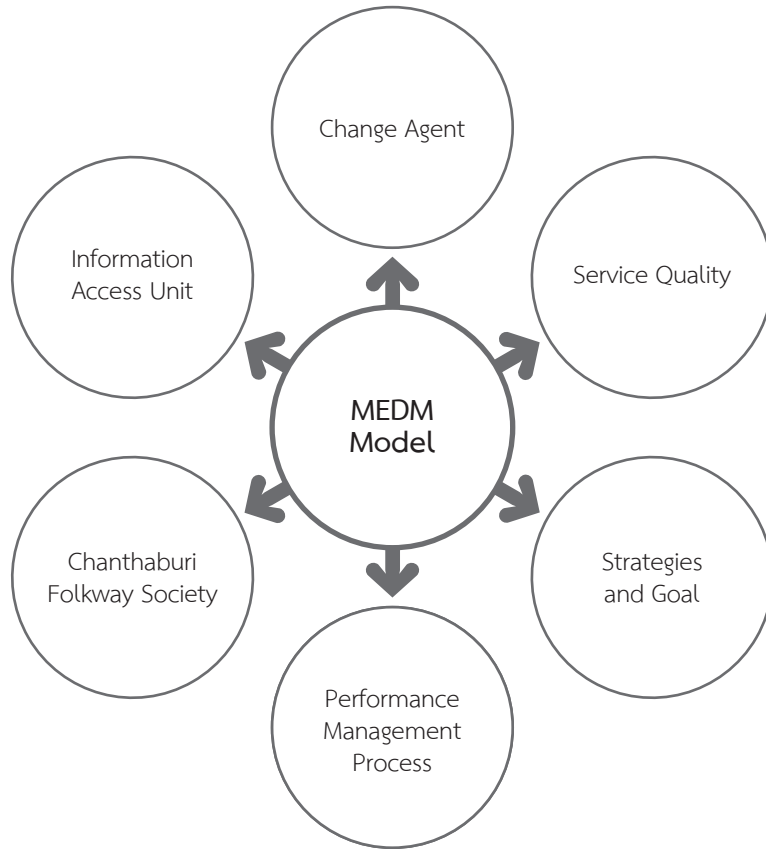 Change Agent
Information
Access Unit
Service Quality
MEDM
Model
Chanthaburi
Folkway Society
Strategies
and Goal
Performance
Management
Process